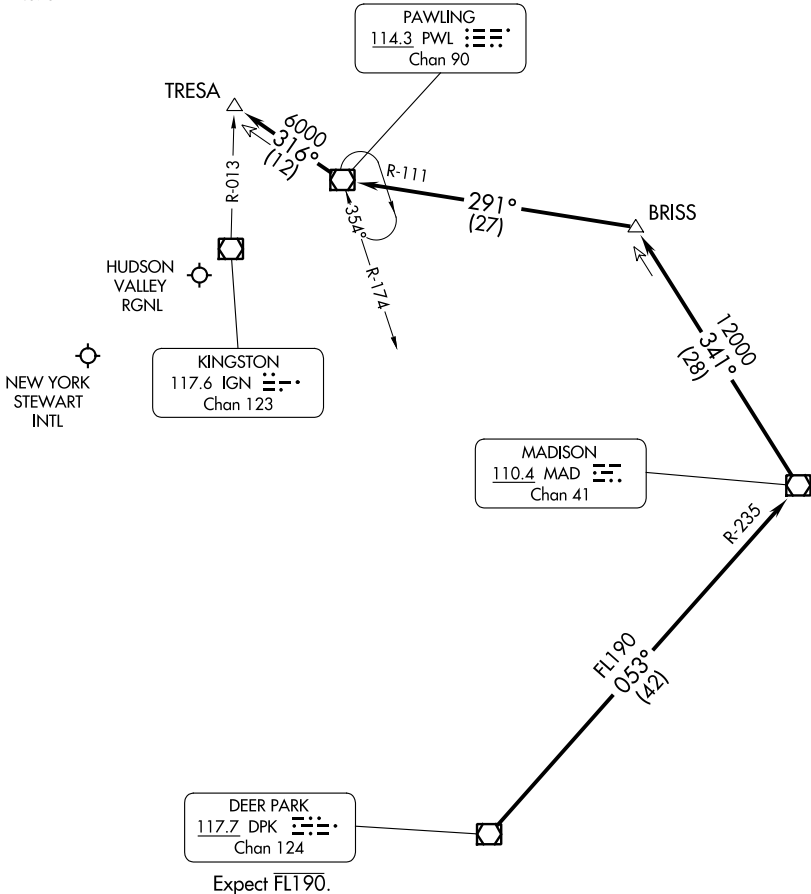 PAWLING
114.3 PWL
Chan 90
TRESA
6000
316°
(12)
R-013
R-111
291°
(27)
BRISS
354°
R-174
HUDSON
VALLEY
RGNL
12000
341°
(28)
NEW YORK
STEWART
INTL
KINGSTON
117.6 IGN
Chan 123
MADISON
110.4 MAD
Chan 41
R-235
FL190
053°
(42)
DEER PARK
117.7 DPK
Chan 124
Expect FL190.